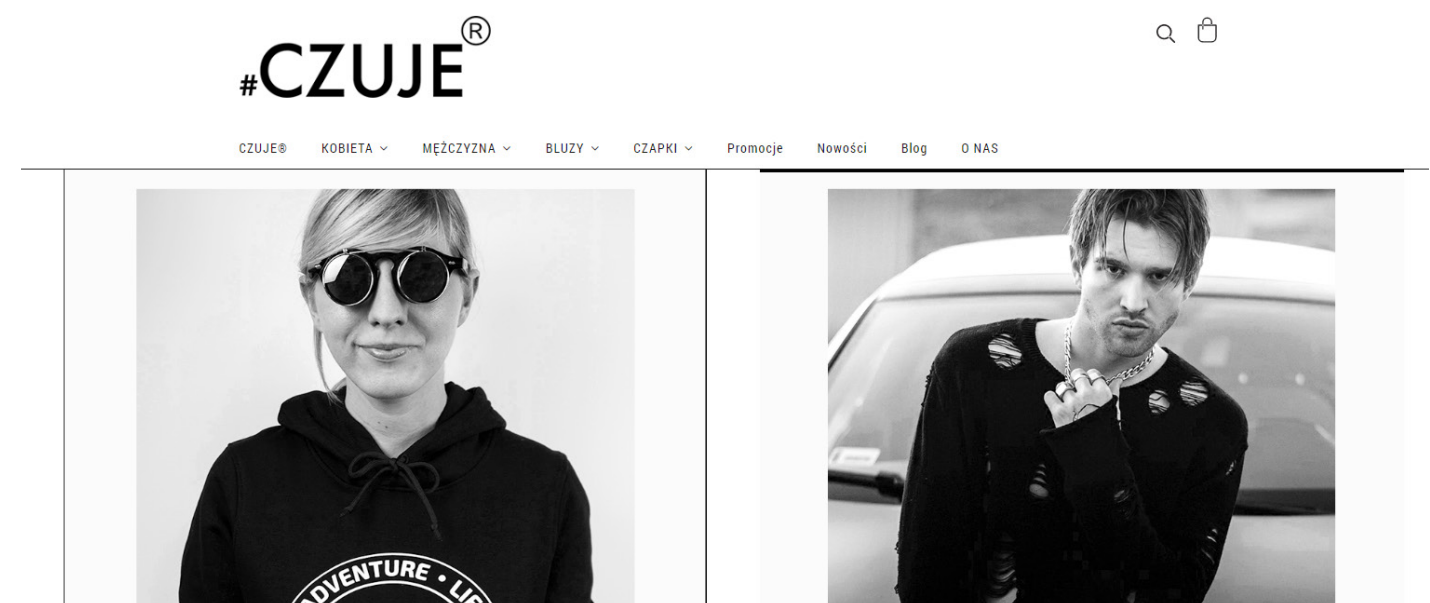 #CZUJE®
CZUJE® KOBIETA MĘŻCZYZNA BLUZY CZAPKI Promocje Nowości Blog O NAS
ADVENTURE •